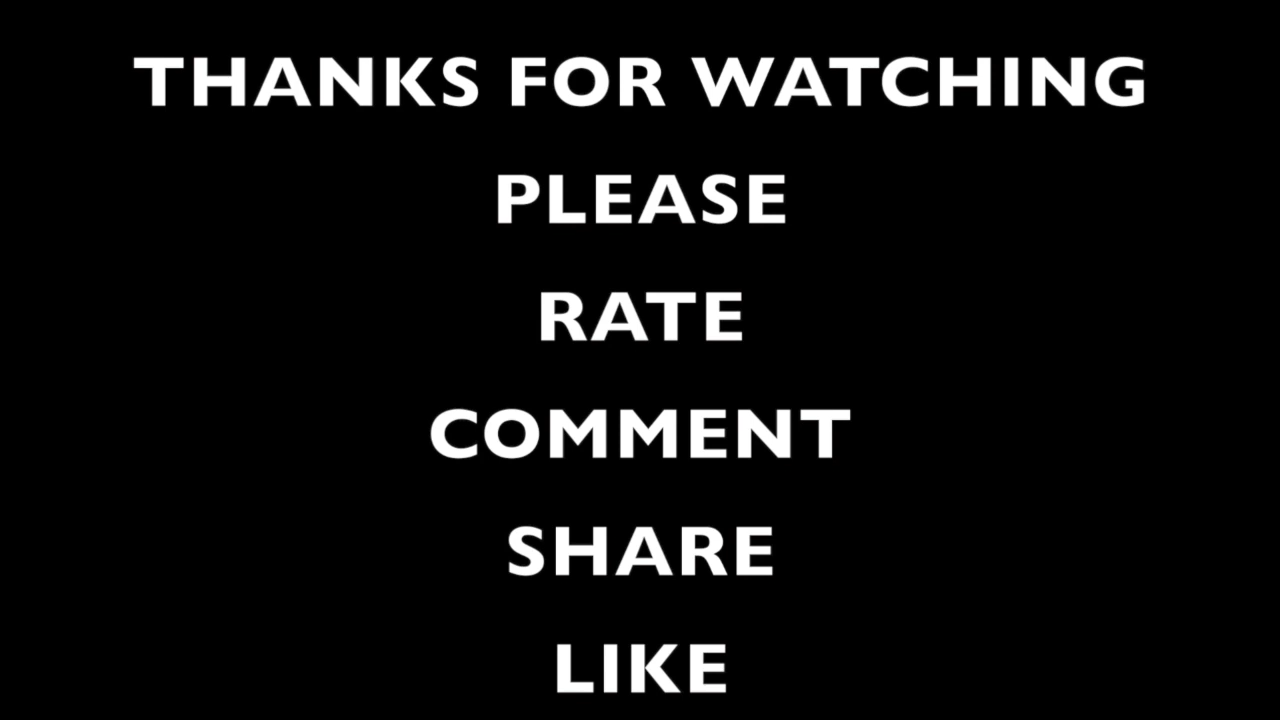 THANKS FOR WATCHING
PLEASE
RATE
COMMENT
SHARE
LIKE